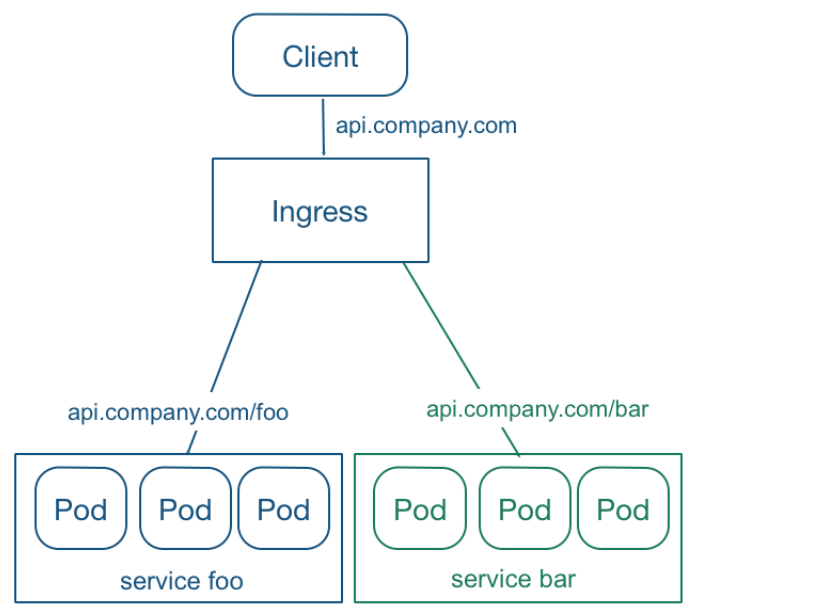 Client
api.company.com
Ingress
api.company.com/foo
api.company.com/bar
Pod
Pod
Pod
service foo
Pod
Pod
Pod
service bar